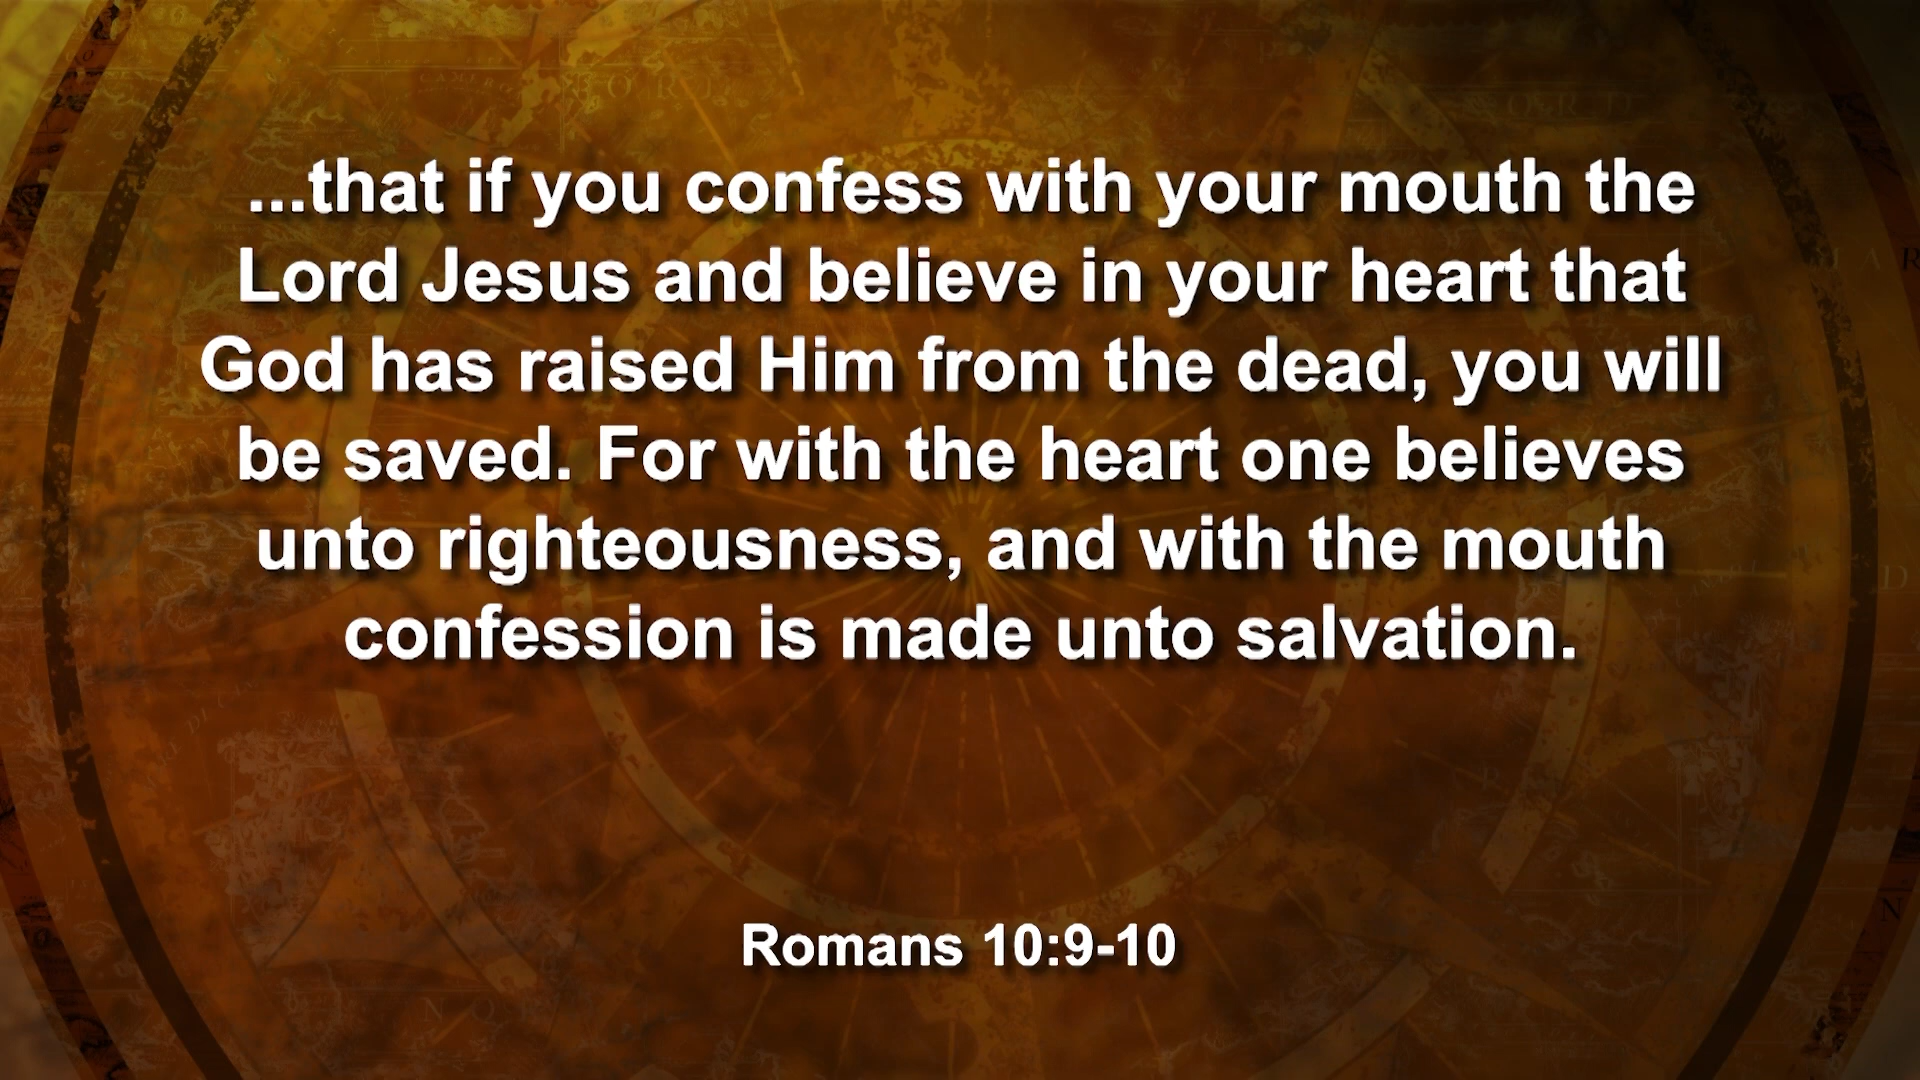 ...that if you confess with your mouth the
Lord Jesus and believe in your heart that
God has raised Him from the dead, you will
be saved. For with the heart one believes
unto righteousness, and with the mouth
confession is made unto salvation.
Romans 10:9-10